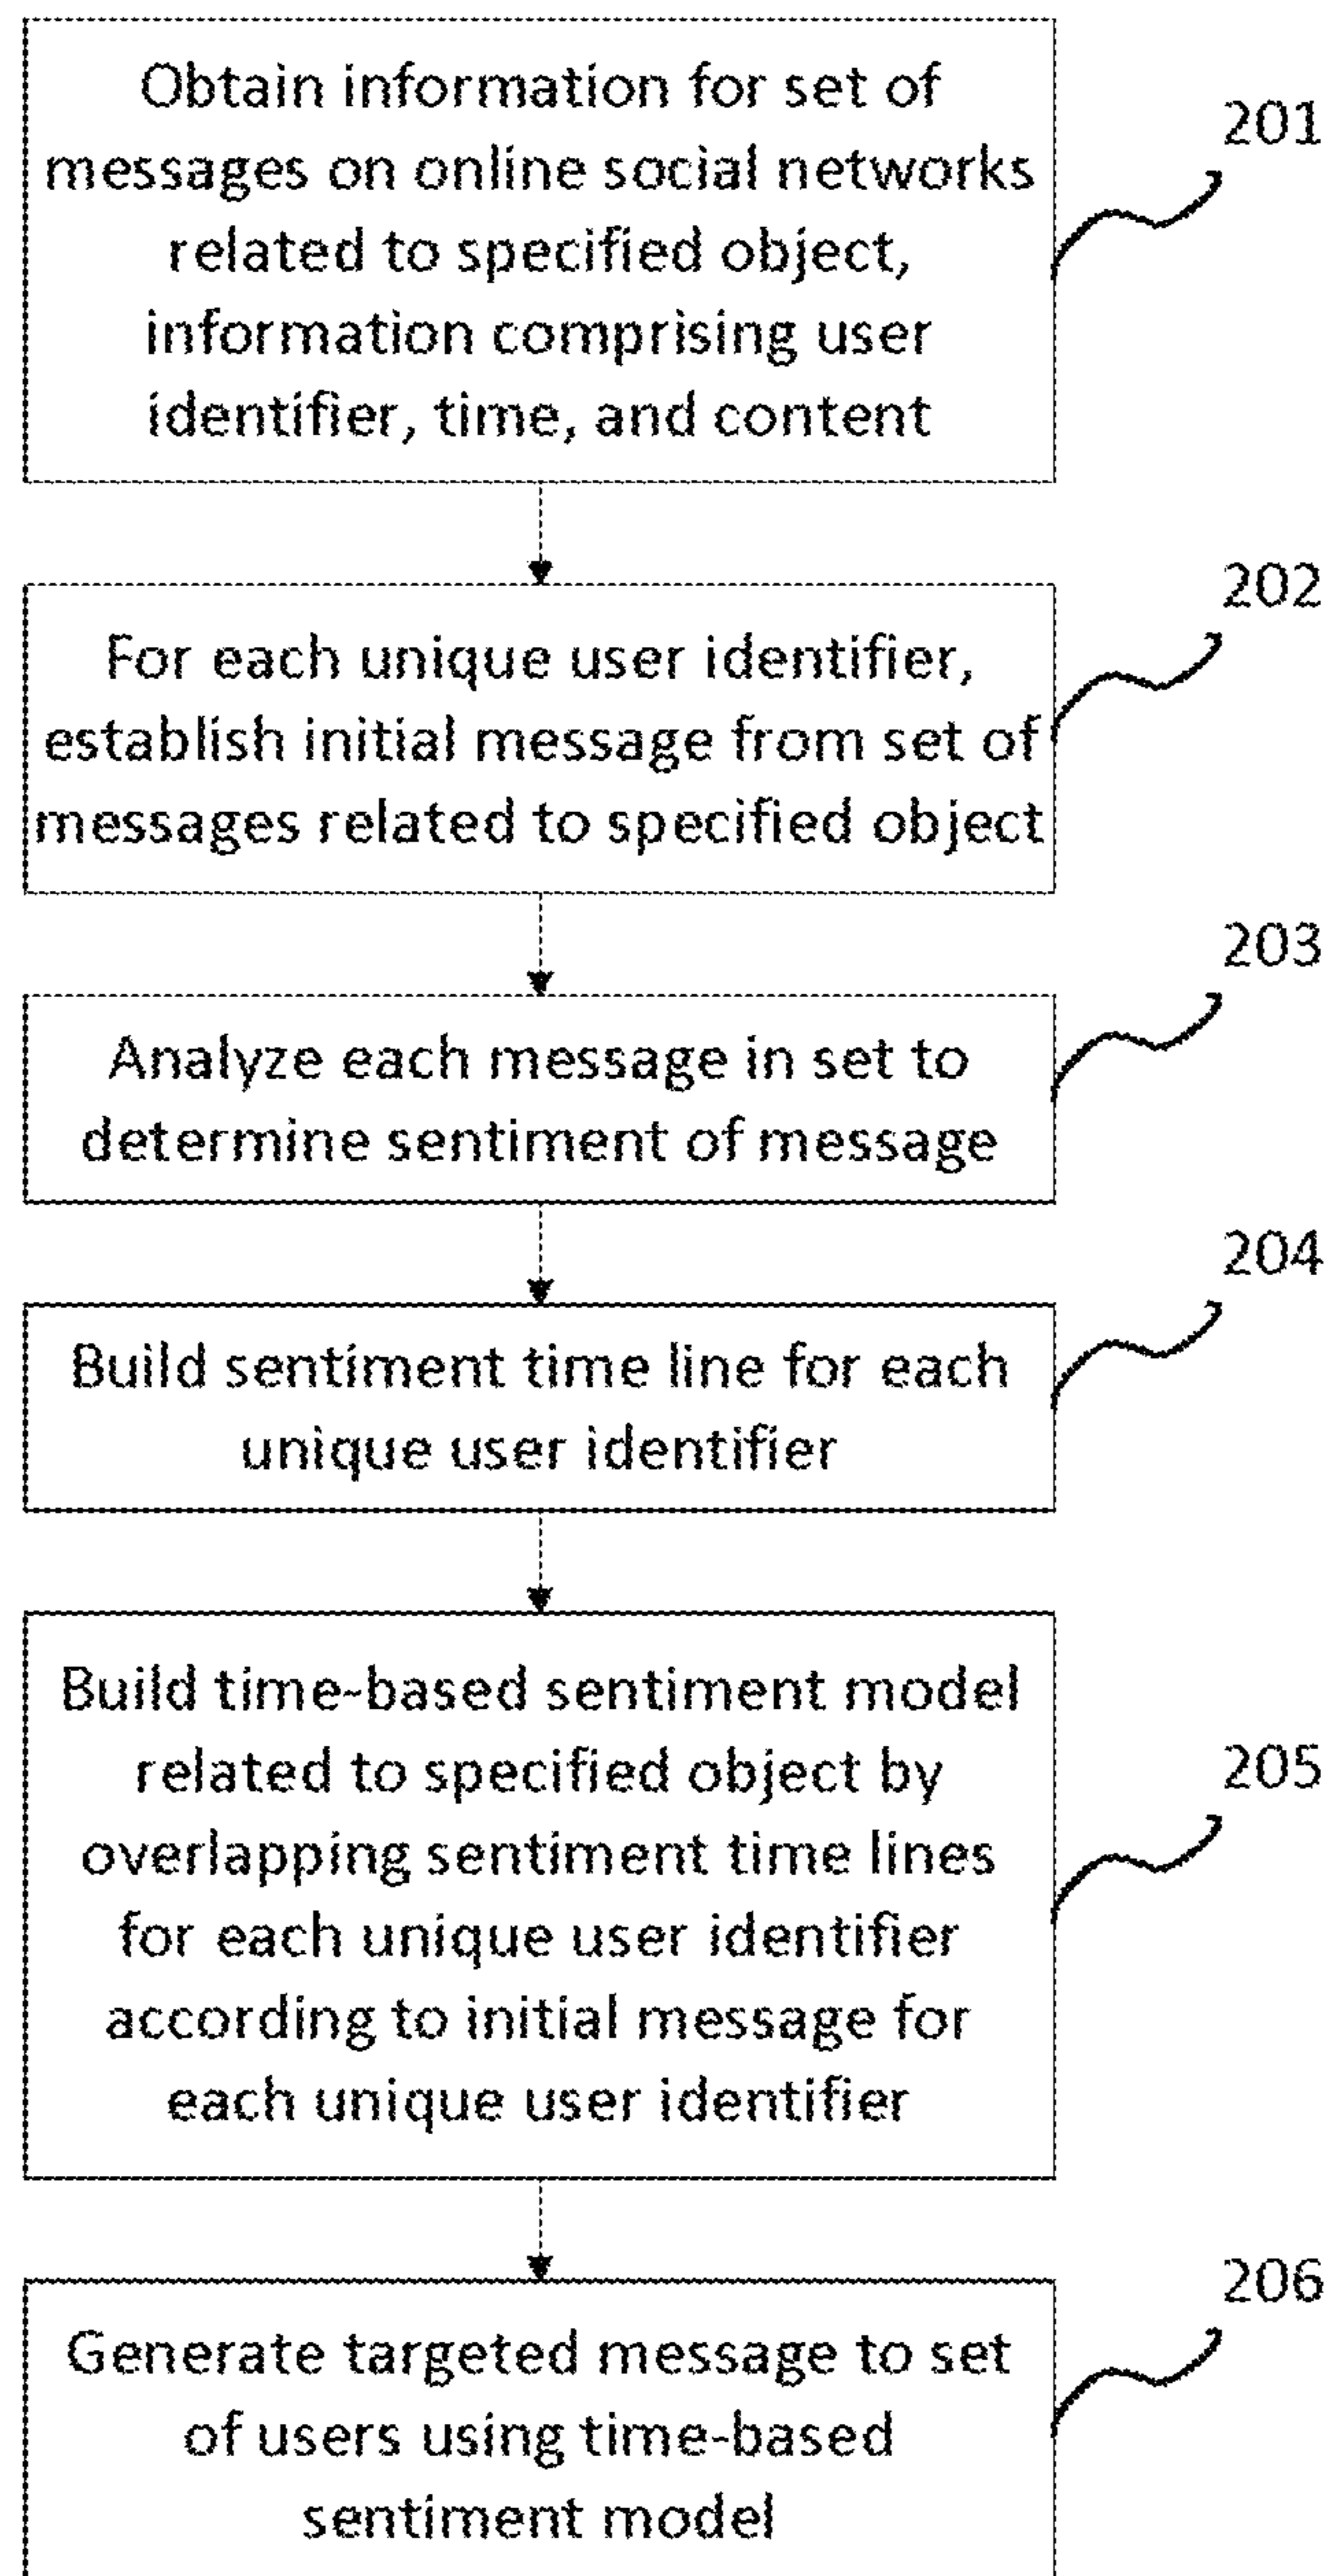 Obtain information for set of
messages on online social networks
related to specified object,
information comprising user
identifier, time, and content
201
For each unique user identifier,
establish initial message from set of
messages related to specified object
202
Analyze each message in set to
determine sentiment of message
203
Build sentiment time line for each
unique user identifier
204
Build time-based sentiment model
related to specified object by
overlapping sentiment time lines
for each unique user identifier
according to initial message for
each unique user identifier
205
Generate targeted message to set
of users using time-based
sentiment model
206